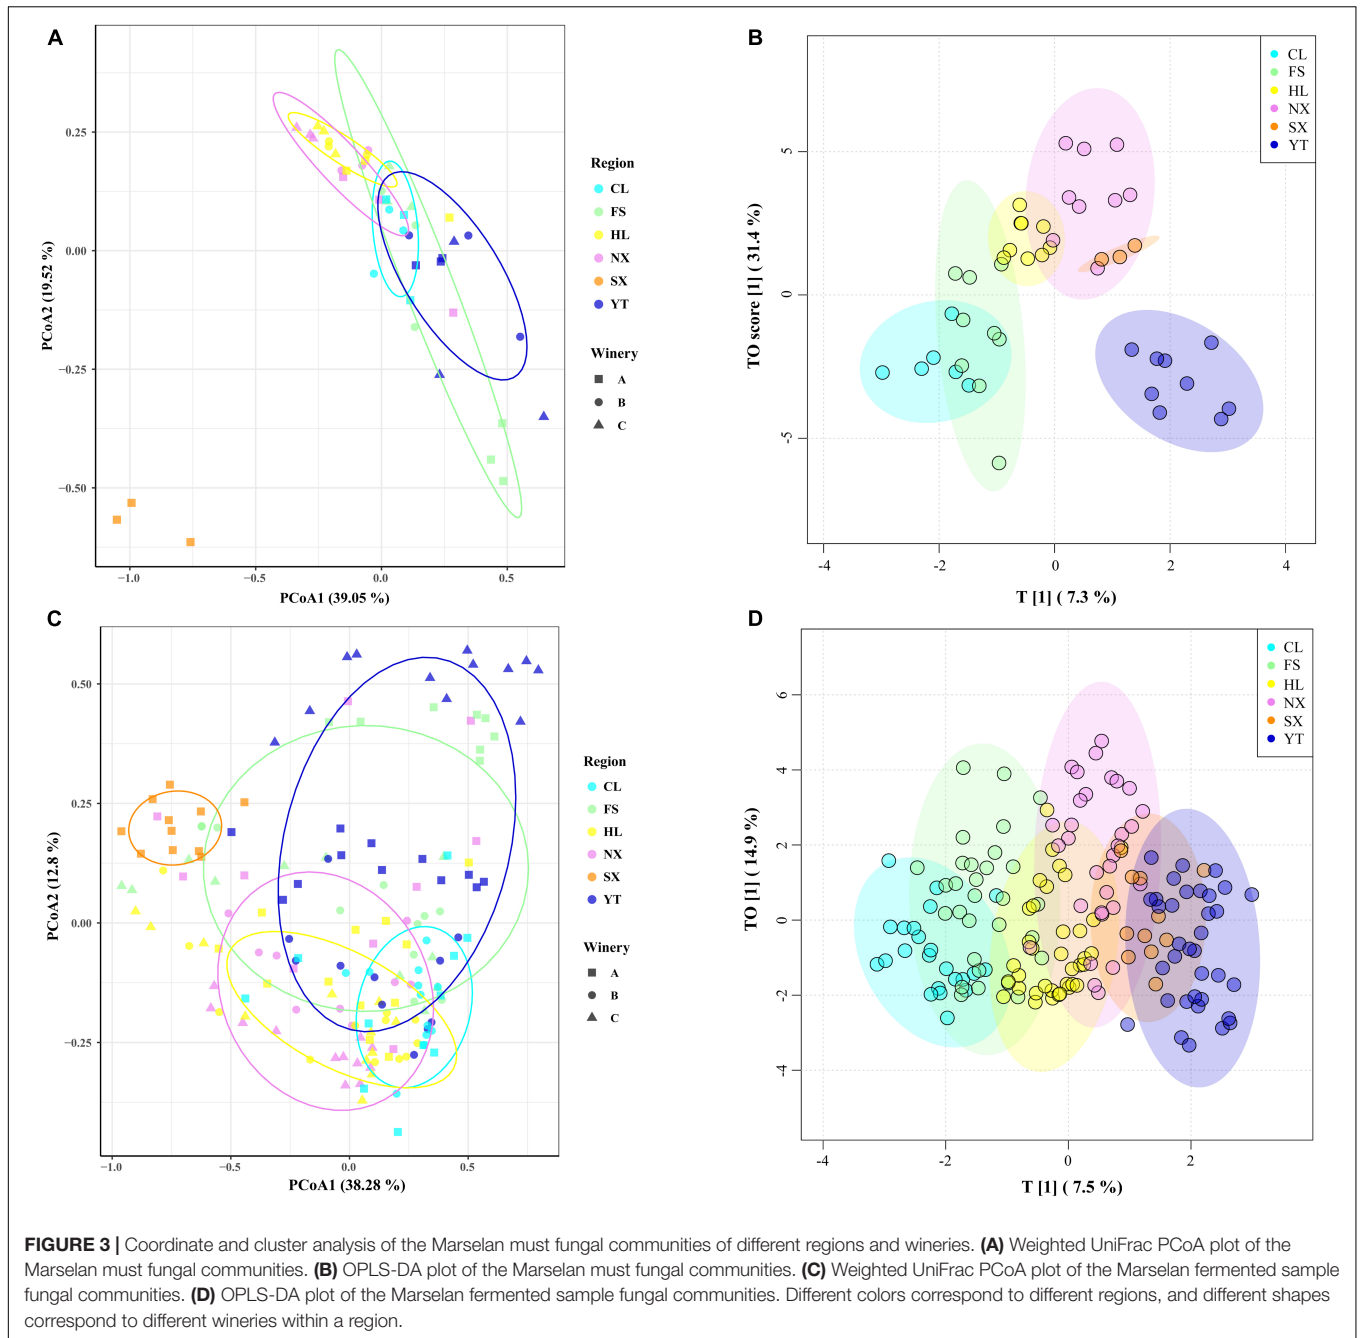 A
0.25
0.00
−0.25
−0.50
−1.0
−0.5
0.0
0.5
PCoA2 (19.52 %)
PCoA1 (39.05 %)
Region
CL
FS
HL
NX
SX
YT
Winery
A
B
C
B
5
0
-5
-4
-2
0
2
4
TO score [1] ( 31.4 %)
T [1] ( 7.3 %)
CL
FS
HL
NX
SX
YT
C
0.50
0.25
0.00
−0.25
−1.0
−0.5
0.0
0.5
PCoA2 (12.8 %)
PCoA1 (38.28 %)
Region
CL
FS
HL
NX
SX
YT
Winery
A
B
C
D
6
4
2
0
-2
-4
-4
-2
0
2
TO [1] ( 14.9 %)
T [1] ( 7.5 %)
CL
FS
HL
NX
SX
YT
FIGURE 3 | Coordinate and cluster analysis of the Marselan must fungal communities of different regions and wineries. (A) Weighted UniFrac PCoA plot of the
Marselan must fungal communities. (B) OPLS-DA plot of the Marselan must fungal communities. (C) Weighted UniFrac PCoA plot of the Marselan fermented sample
fungal communities. (D) OPLS-DA plot of the Marselan fermented sample fungal communities. Different colors correspond to different regions, and different shapes
correspond to different wineries within a region.